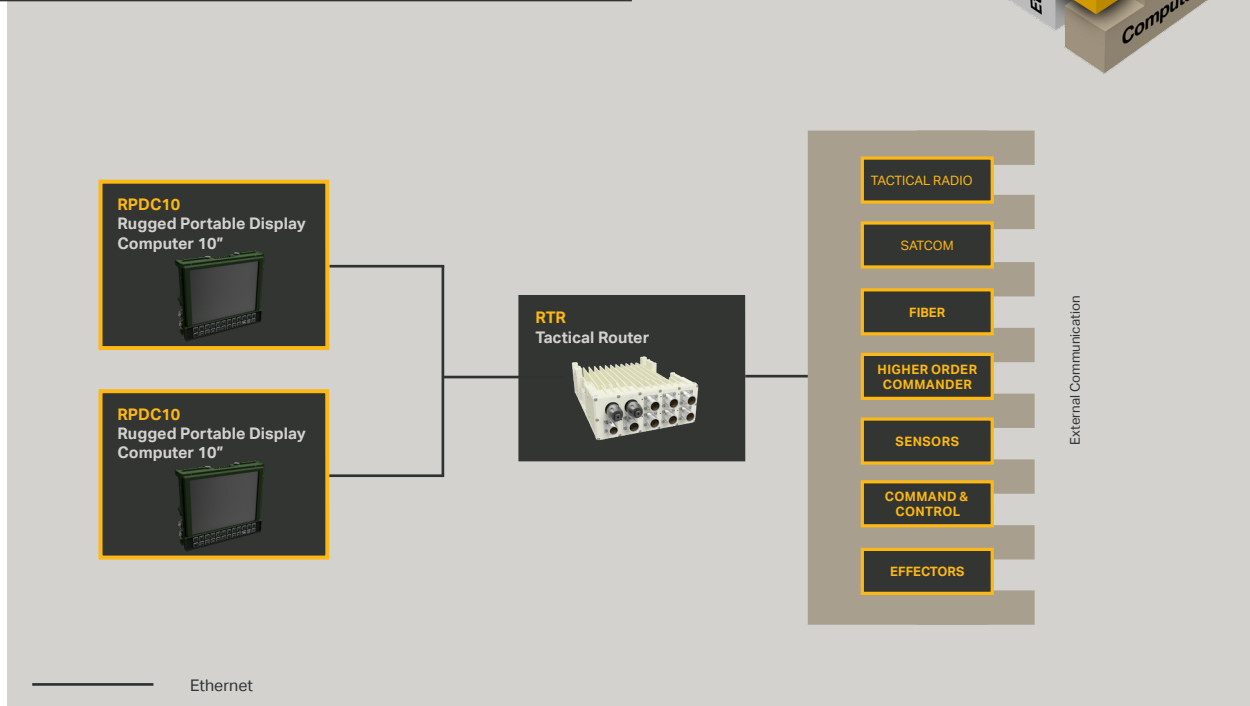 RPDC10
Rugged Portable Display
Computer 10”
RPDC10
Rugged Portable Display
Computer 10”
RTR
Tactical Router
TACTICAL RADIO
SATCOM
FIBER
HIGHER ORDER
COMMANDER
SENSORS
COMMAND &
CONTROL
EFFECTORS
External Communication
Ethernet